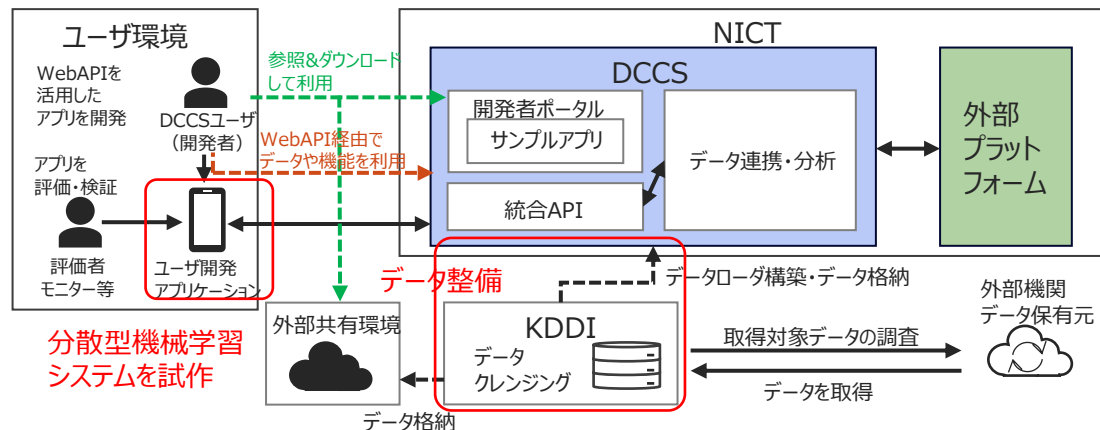 ユーザ環境
WebAPIを
活用した
アプリを開発
DCCSユーザ
(開発者)
アプリを
評価・検証
評価者
モニター等
ユーザ開発
アプリケーション
分散型機械学習
システムを試作
参照&ダウンロード
して利用
WebAPI経由で
データや機能を利用
NICT
DCCS
開発者ポータル
サンプルアプリ
統合API
データ連携・分析
外部
プラット
フォーム
データ整備
データローダ構築・データ格納
外部共有環境
データ格納
KDDI
データ
クレンジング
取得対象データの調査
データを取得
外部機関
データ保有元